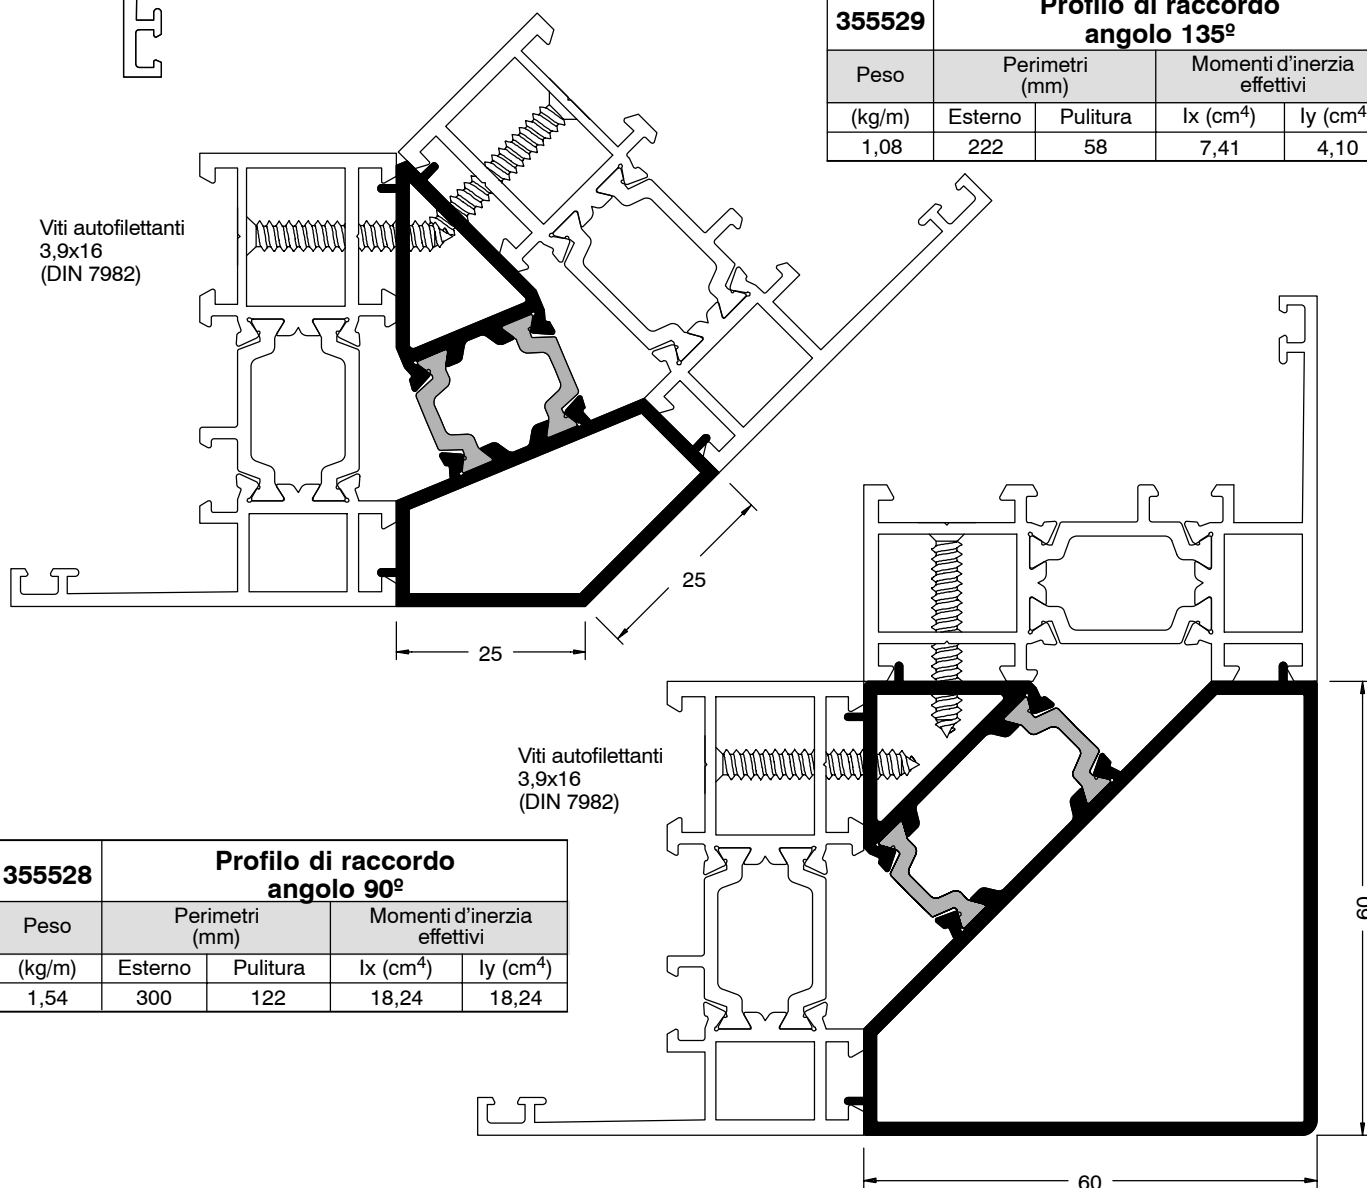 355529
Profilo di raccordo
angolo 135º
Peso
Perimetri
(mm)
Momenti d'inerzia
effettivi
(kg/m)
Esterno
Pulitura
Ix (cm⁴)
Iy (cm⁴
1,08
222
58
7,41
4,10
Viti autofilettanti
3,9x16
(DIN 7982)
25
25
Viti autofilettanti
3,9x16
(DIN 7982)
355528
Profilo di raccordo
angolo 90º
Peso
Perimetri
(mm)
Momenti d'inerzia
effettivi
(kg/m)
Esterno
Pulitura
Ix (cm⁴)
Iy (cm⁴)
1,54
300
122
18,24
18,24
60
60